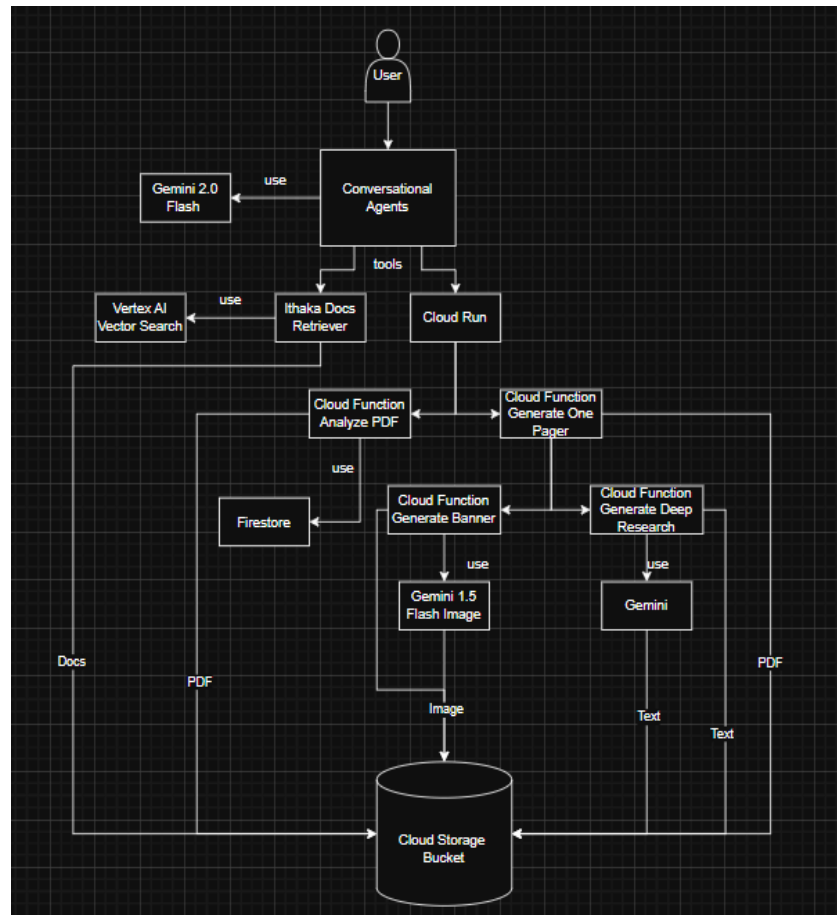 User
Conversational
Agents
use
Gemini 2.0
Flash
tools
Vertex AI
Vector Search
use
Ithaka Docs
Retriever
Cloud Run
Cloud Function
Analyze PDF
Cloud Function
Generate One
Pager
use
Firestore
Cloud Function
Generate Banner
Cloud Function
Generate Deep
Research
use
use
Gemini 1.5
Flash Image
Gemini
Docs
PDF
PDF
Image
Text
Text
Cloud Storage
Bucket